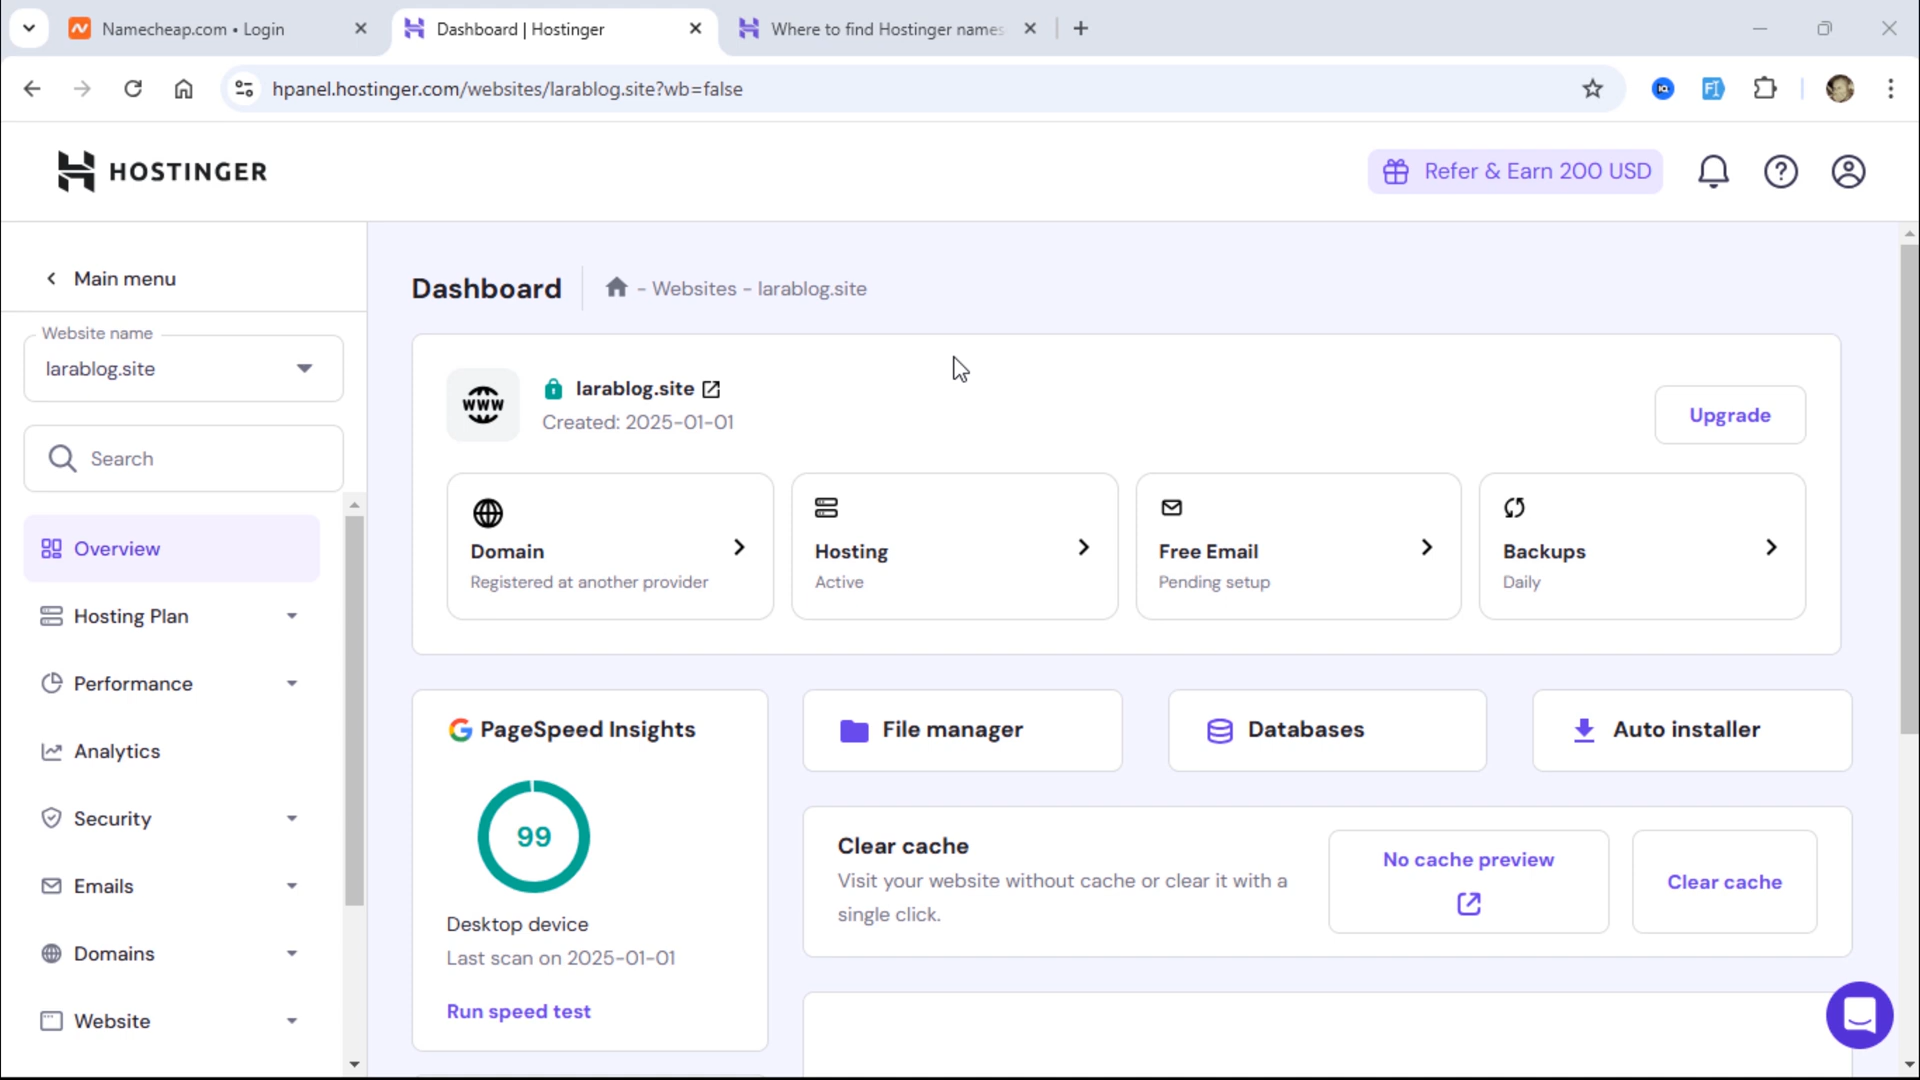 Namecheap.com • Login
Dashboard | Hostinger
Where to find Hostinger names
hpanel.hostinger.com/websites/larablog.site?wb=false
HOSTINGER
Refer & Earn 200 USD
Main menu
Website name
larablog.site
Search
Overview
Hosting Plan
Performance
Analytics
Security
Emails
Domains
Website
Dashboard
- Websites - larablog.site
www
larablog.site
Created: 2025-01-01
Upgrade
Domain
Registered at another provider
Hosting
Active
Free Email
Pending setup
Backups
Daily
PageSpeed Insights
99
Desktop device
Last scan on 2025-01-01
Run speed test
File manager
Databases
Auto installer
Clear cache
Visit your website without cache or clear it with a
single click.
No cache preview
Clear cache